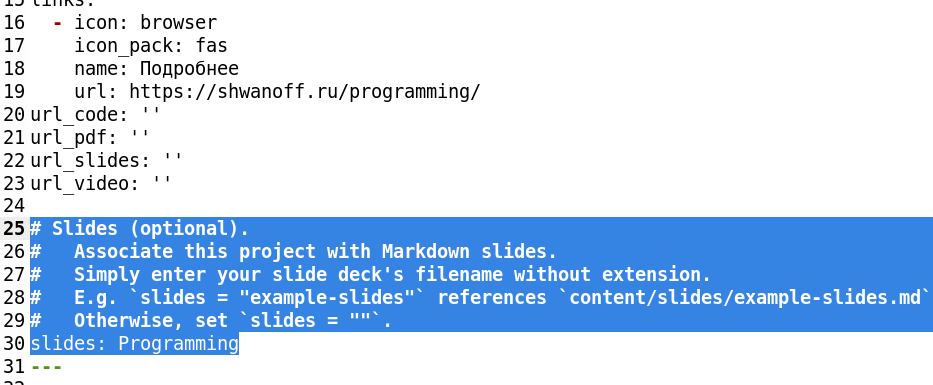 15 links:
16   - icon: browser
17     icon_pack: fas
18     name: Подробнее
19     url: https://shwanoff.ru/programming/
20 url_code: ''
21 url_pdf: ''
22 url_slides: ''
23 url_video: ''
24
25 # Slides (optional).
26 #   Associate this project with Markdown slides.
27 #   Simply enter your slide deck's filename without extension.
28 #   E.g. `slides = "example-slides"` references `content/slides/example-slides.md`
29 #   Otherwise, set `slides = ""`.
30 slides: Programming
31 ---